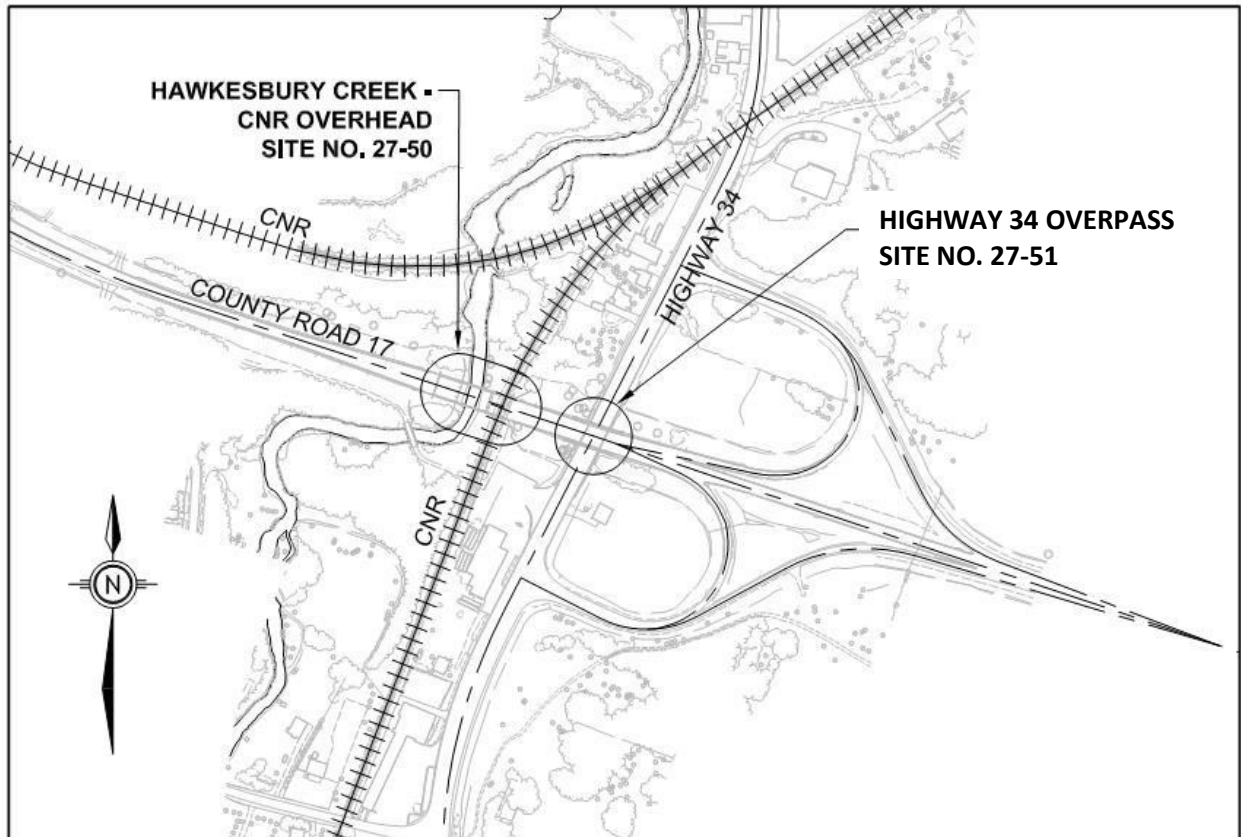 HAWKESBURY CREEK -
CNR OVERHEAD
SITE NO. 27-50
CNR
COUNTY ROAD 17
HIGHWAY 34
HIGHWAY 34 OVERPASS
SITE NO. 27-51
CNR
N